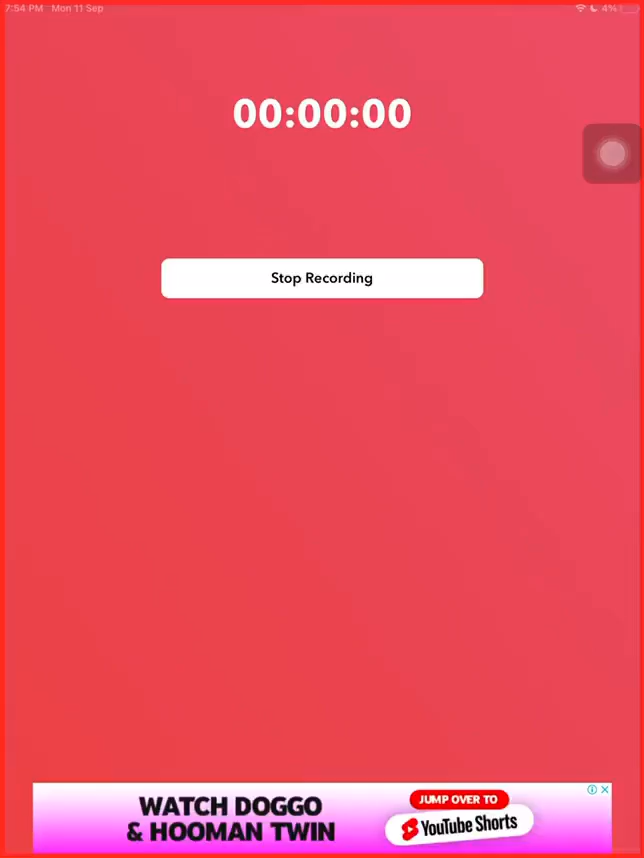 7:54 PM Mon 11 Sep 4%
00:00:00
Stop Recording
WATCH DOGGO
& HOOMAN TWIN
JUMP OVER TO
YouTube Shorts